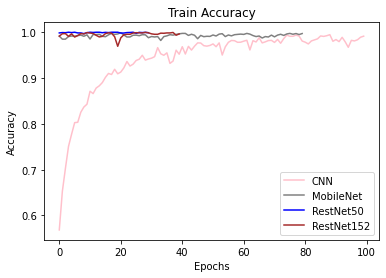 Train Accuracy
1.0
0.9
0.8
0.7
0.6
Accuracy
CNN
MobileNet
RestNet50
RestNet152
0 20 40 60 80 100
Epochs